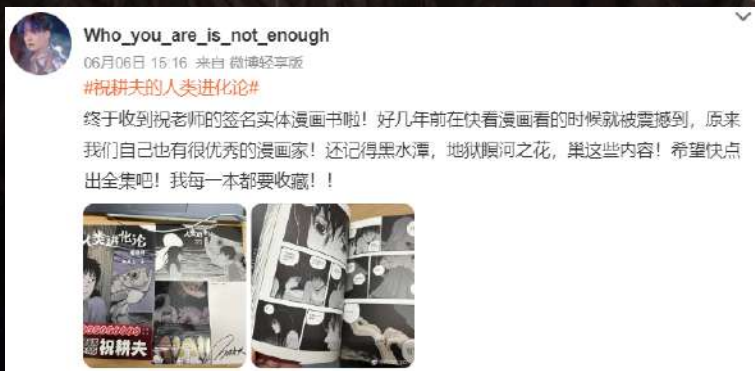 Who_you_are_is_not_enough
06月06日 15:16 来自 微博轻享版
#祝耕夫的人类进化论#
终于收到祝老师的签名实体漫画书啦！好几年前在快看漫画看的时候就被震撼到，原来
我们自己也有很优秀的漫画家！还记得黑水潭，地狱瞑河之花，巢这些内容！希望快点
出全集吧！我每一本都要收藏！！
人类进化论
祝耕夫